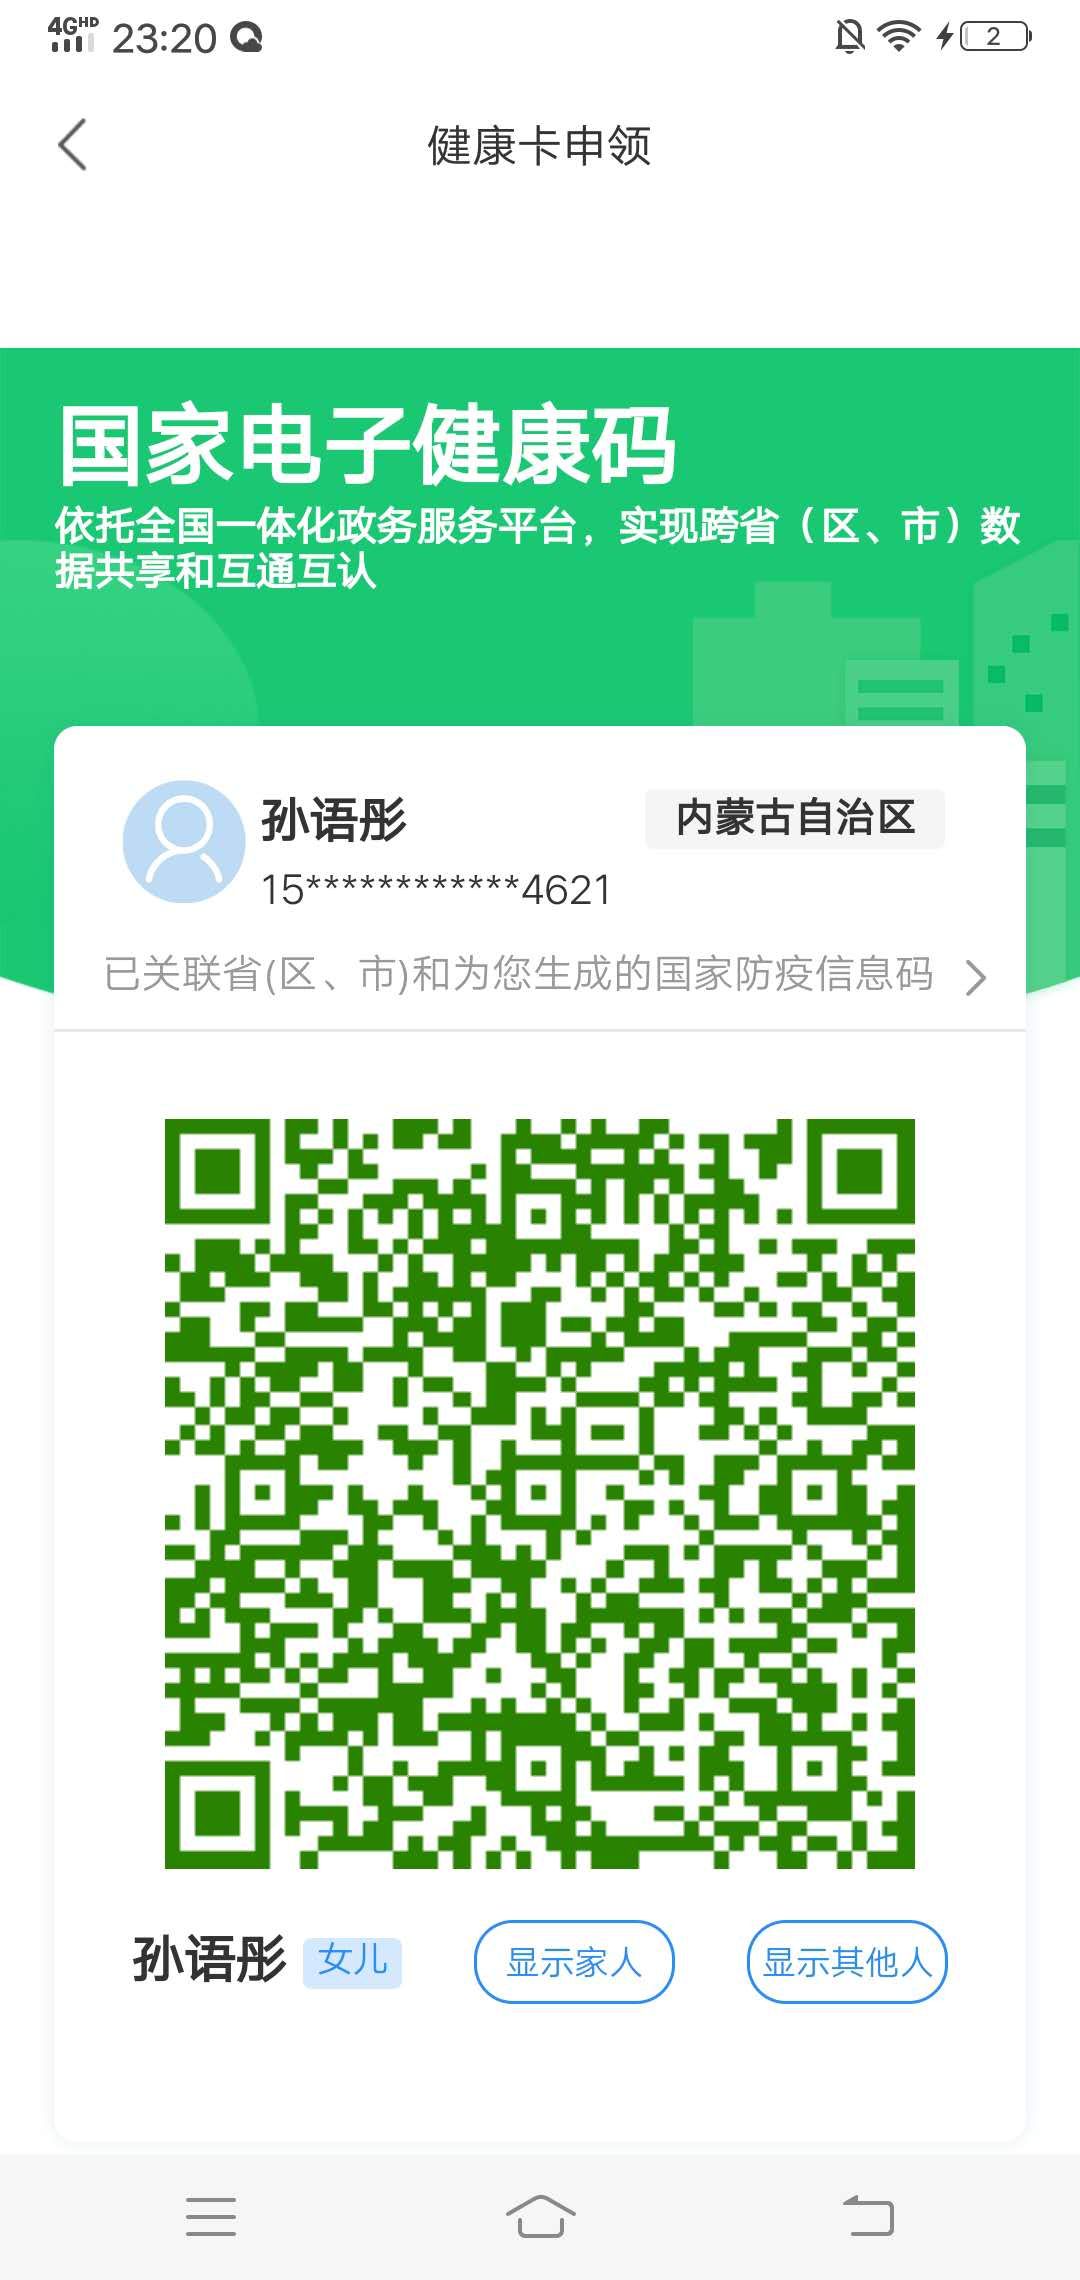 4GHD 23:20 2
健康卡申领
国家电子健康码
依托全国一体化政务服务平台，实现跨省（区、市）数
据共享和互通互认
孙语彤 内蒙古自治区
15************4621
已关联省(区、市)和为您生成的国家防疫信息码
孙语彤 女儿 显示家人 显示其他人